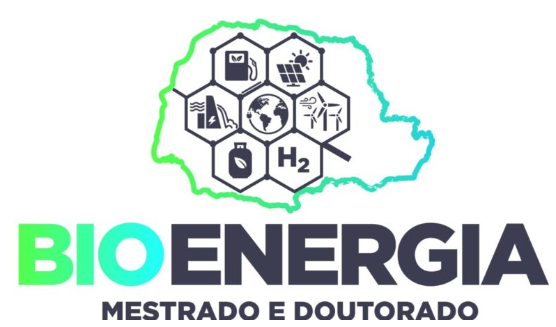 H₂
BIOENERGIA
MESTRADO E DOUTORADO